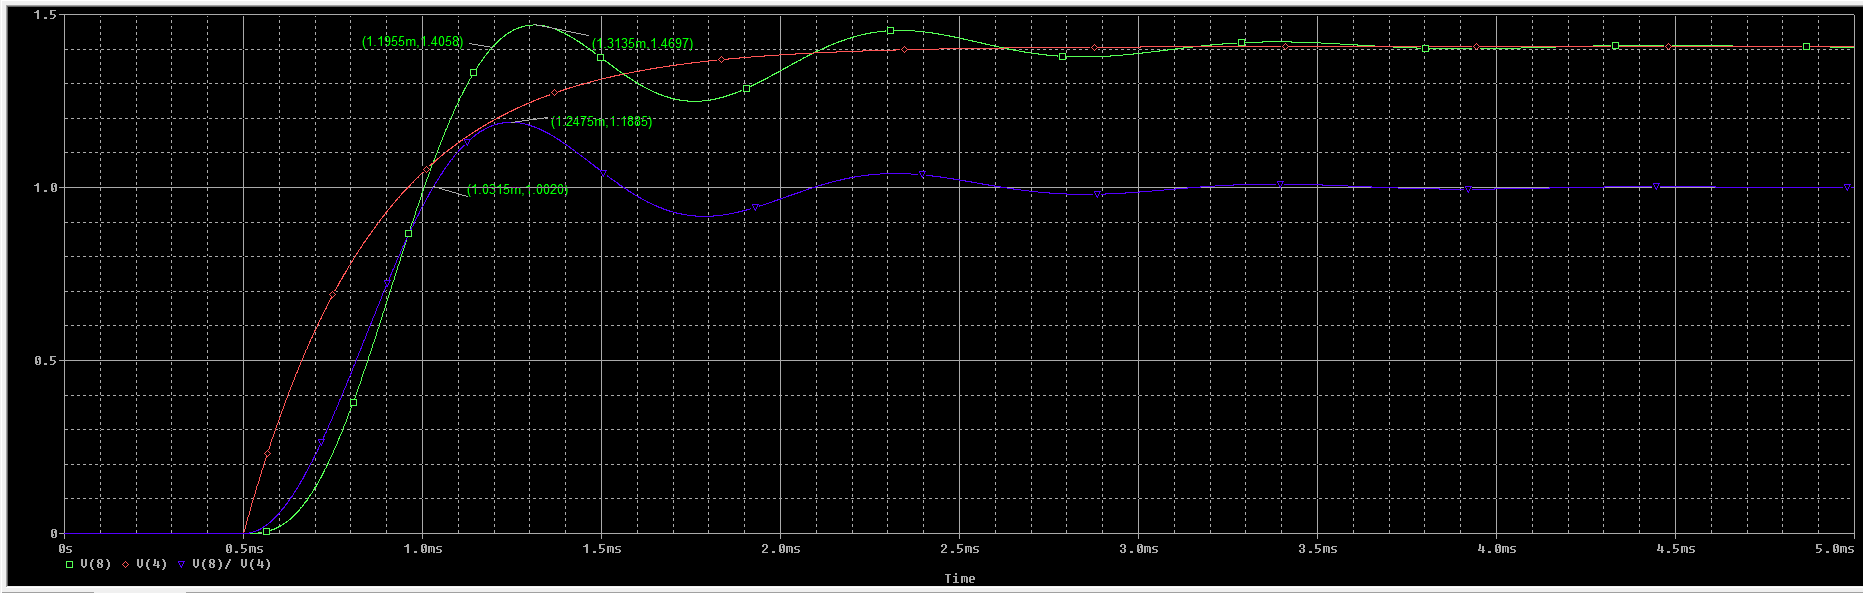 1.5
(1.1955m,1.4058)
(1.3135m,1.4697)
(1.2475m,1.1885)
1.0
(1.0315m,1.0020)
0.5
0
0s 0.5ms 1.0ms 1.5ms 2.0ms 2.5ms 3.0ms 3.5ms 4.0ms 4.5ms 5.0ms
V(8) V(4) V(8)/ V(4)
Time